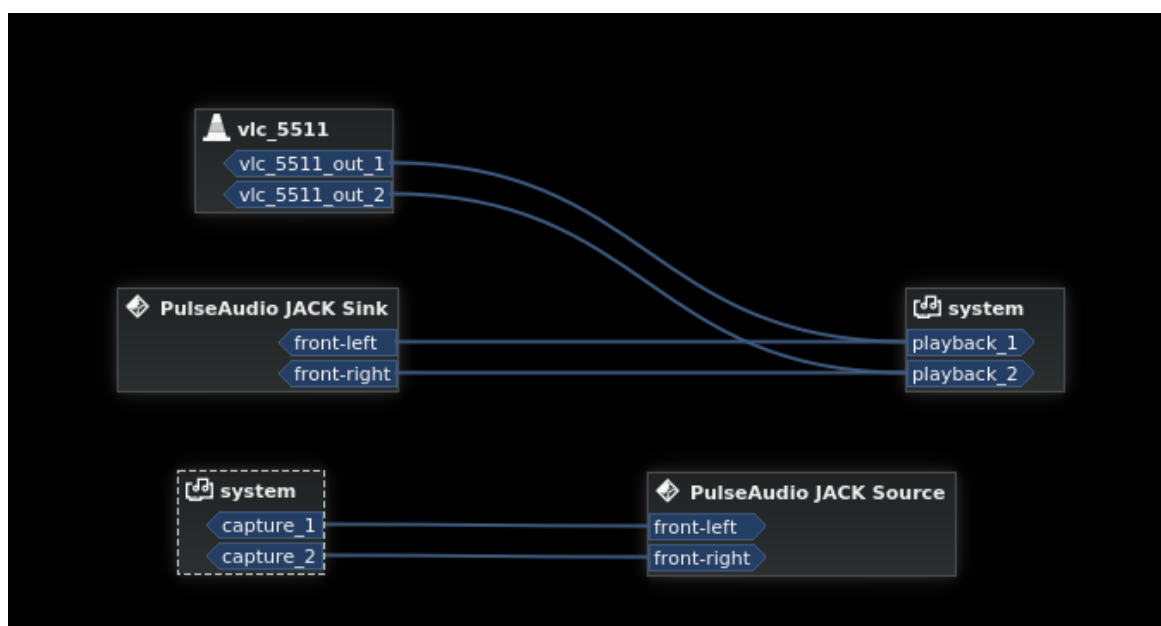 vlc_5511
vlc_5511_out_1
vlc_5511_out_2
PulseAudio JACK Sink
front-left
front-right
system
playback_1
playback_2
system
capture_1
capture_2
PulseAudio JACK Source
front-left
front-right